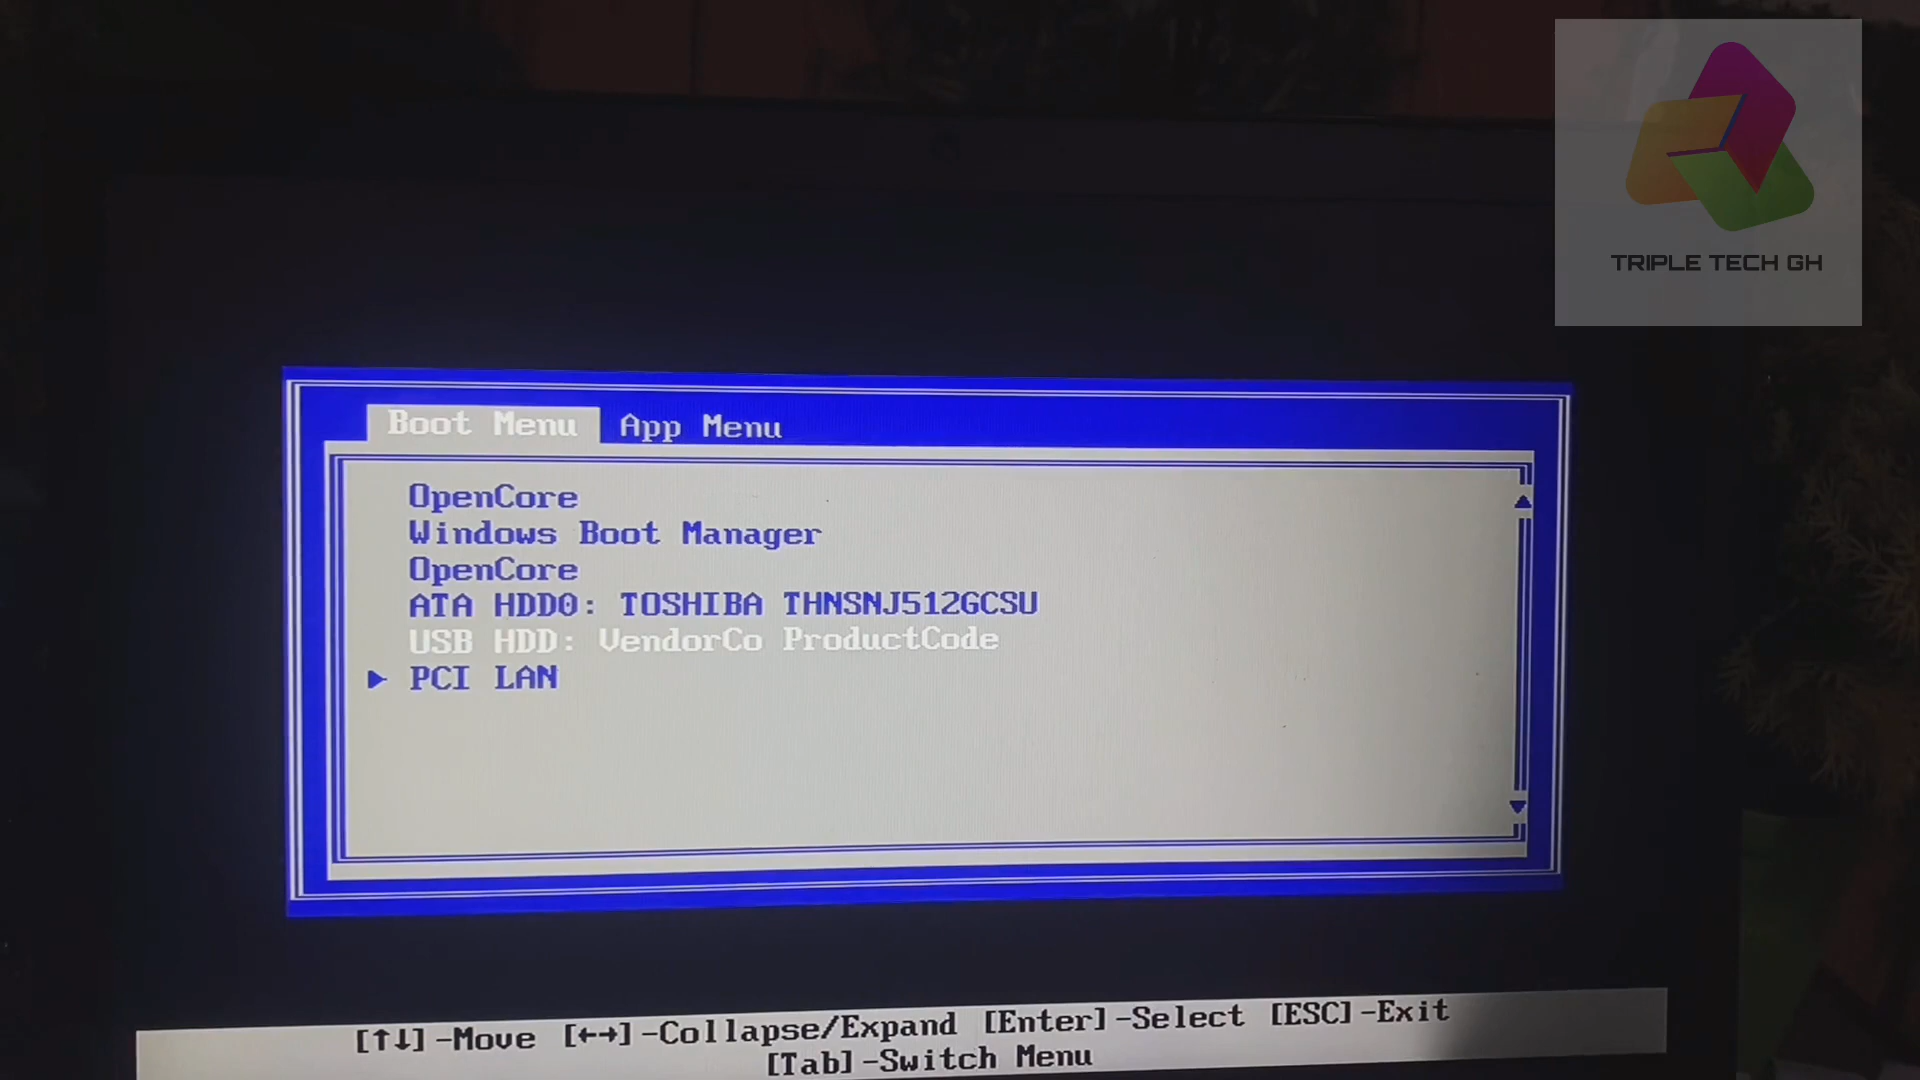 TRIPLE TECH GH
Boot Menu App Menu
OpenCore
Windows Boot Manager
OpenCore
ATA HDD0: TOSHIBA THNSNJ512GCSU
USB HDD: VendorCo ProductCode
► PCI LAN
[↑↓]-Move [←→]-Collapse/Expand [Enter]-Select [ESC]-Exit
[Tab]-Switch Menu